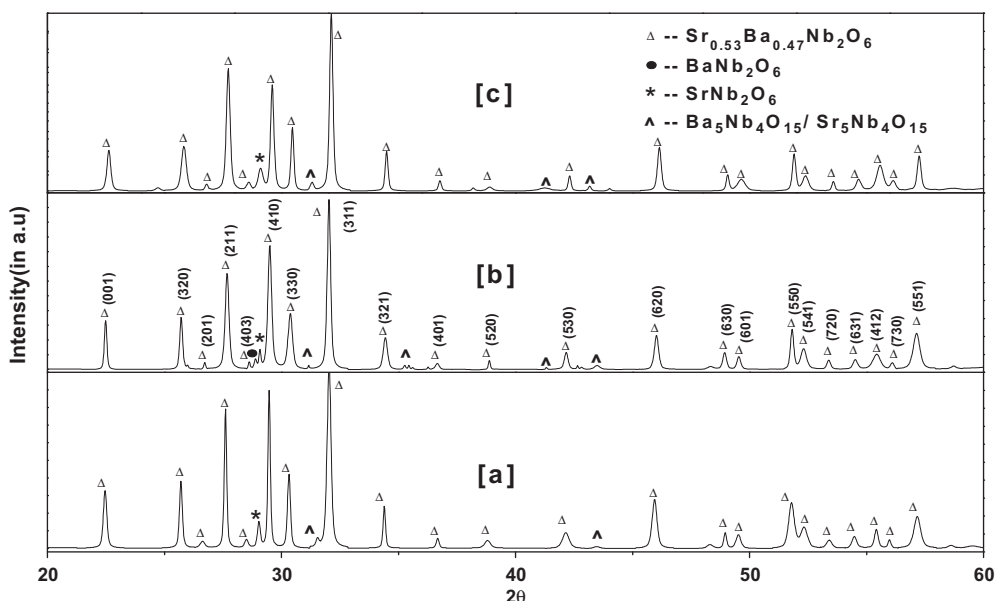 Δ -- Sr0.53Ba0.47Nb2O6
● -- BaNb2O6
* -- SrNb2O6
^ -- Ba5Nb4O15/ Sr5Nb4O15
[c]
[b]
(001)
(320)
(201)
(211)
(403)
(410)
(330)
(311)
(321)
(401)
(520)
(530)
(620)
(630)
(601)
(550)
(541)
(720)
(631)
(412)
(730)
(551)
[a]
Intensity(in a.u)
20 30 40 50 60
2θ